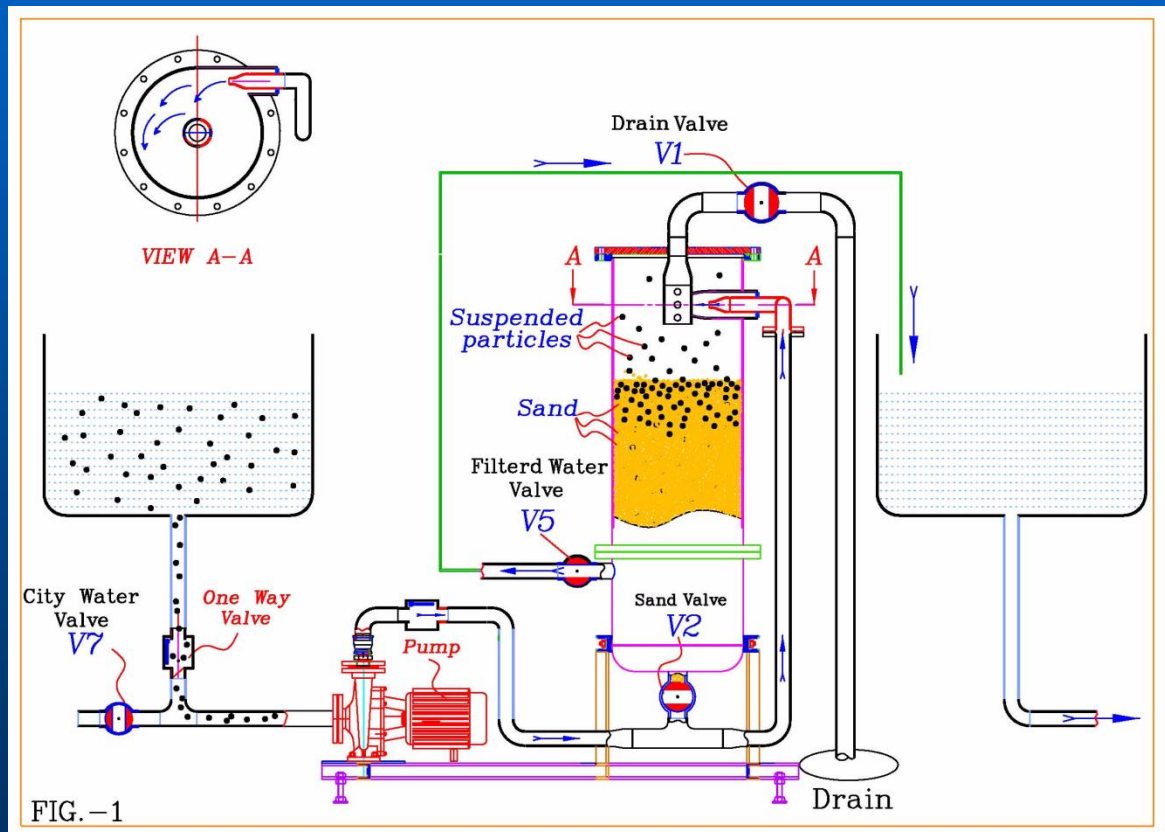 VIEW A-A
Drain Valve
V1
A
A
Suspended
particles
Sand
Filterd Water
Valve
V5
City Water
Valve
V7
One Way
Valve
Pump
Sand Valve
V2
Drain
FIG.-1